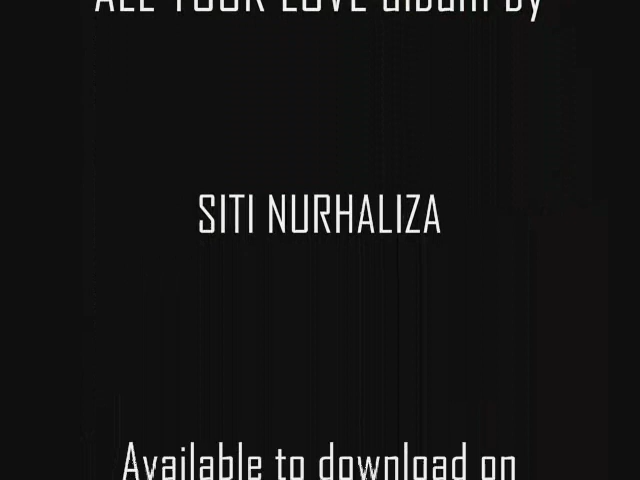 ALL YOUR LOVE album by
SITI NURHALIZA
Available to download on